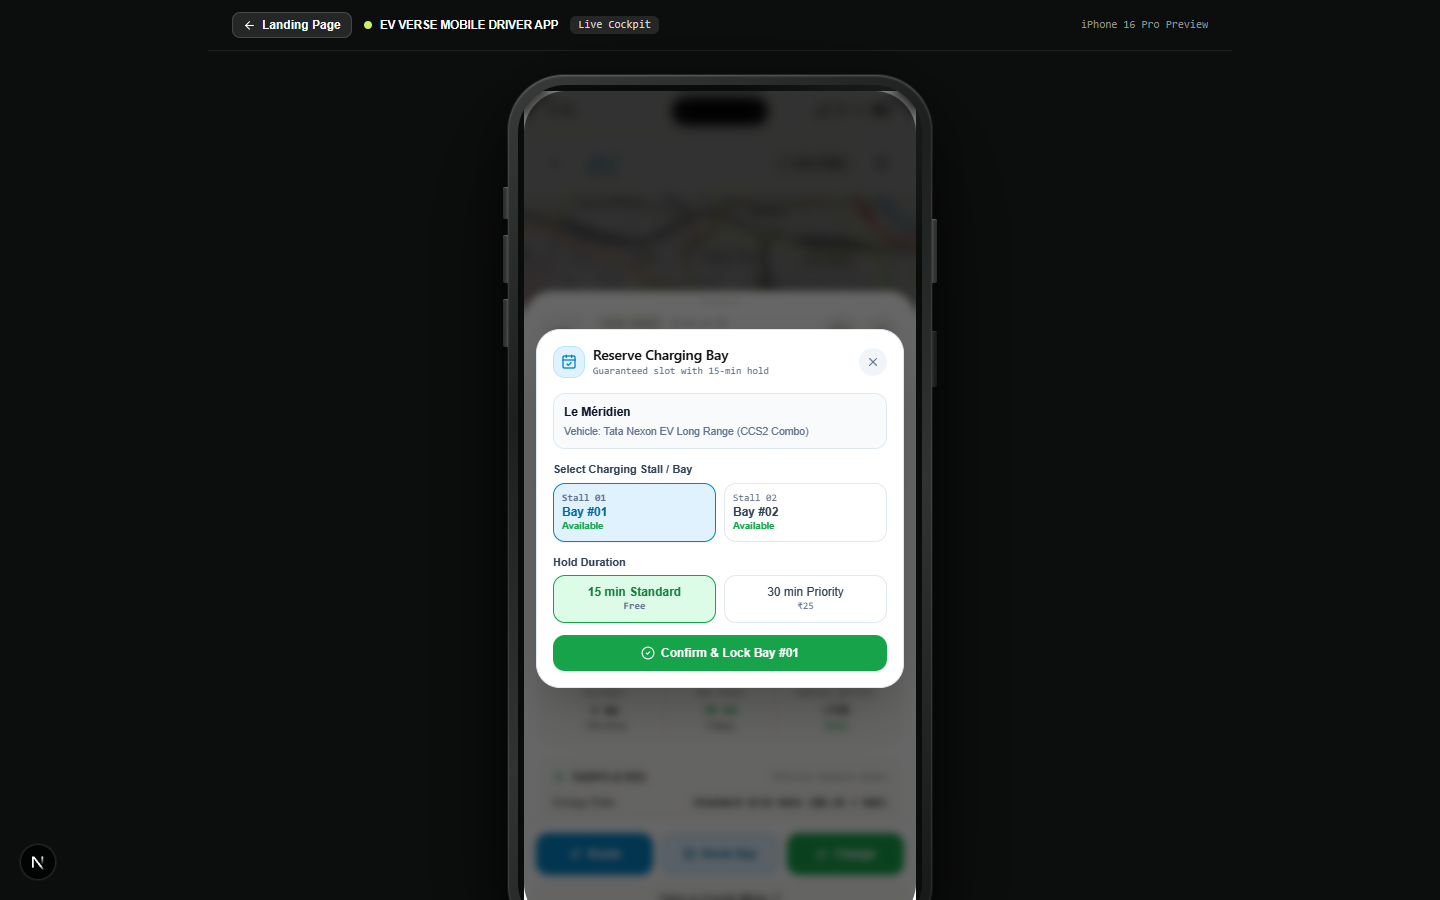 Landing Page
EV VERSE MOBILE DRIVER APP
Live Cockpit
iPhone 16 Pro Preview
Reserve Charging Bay
Guaranteed slot with 15-min hold
Le Méridien
Vehicle: Tata Nexon EV Long Range (CCS2 Combo)
Select Charging Stall / Bay
Stall 01
Bay #01
Available
Stall 02
Bay #02
Available
Hold Duration
15 min Standard
Free
30 min Priority
₹25
Confirm & Lock Bay #01
N